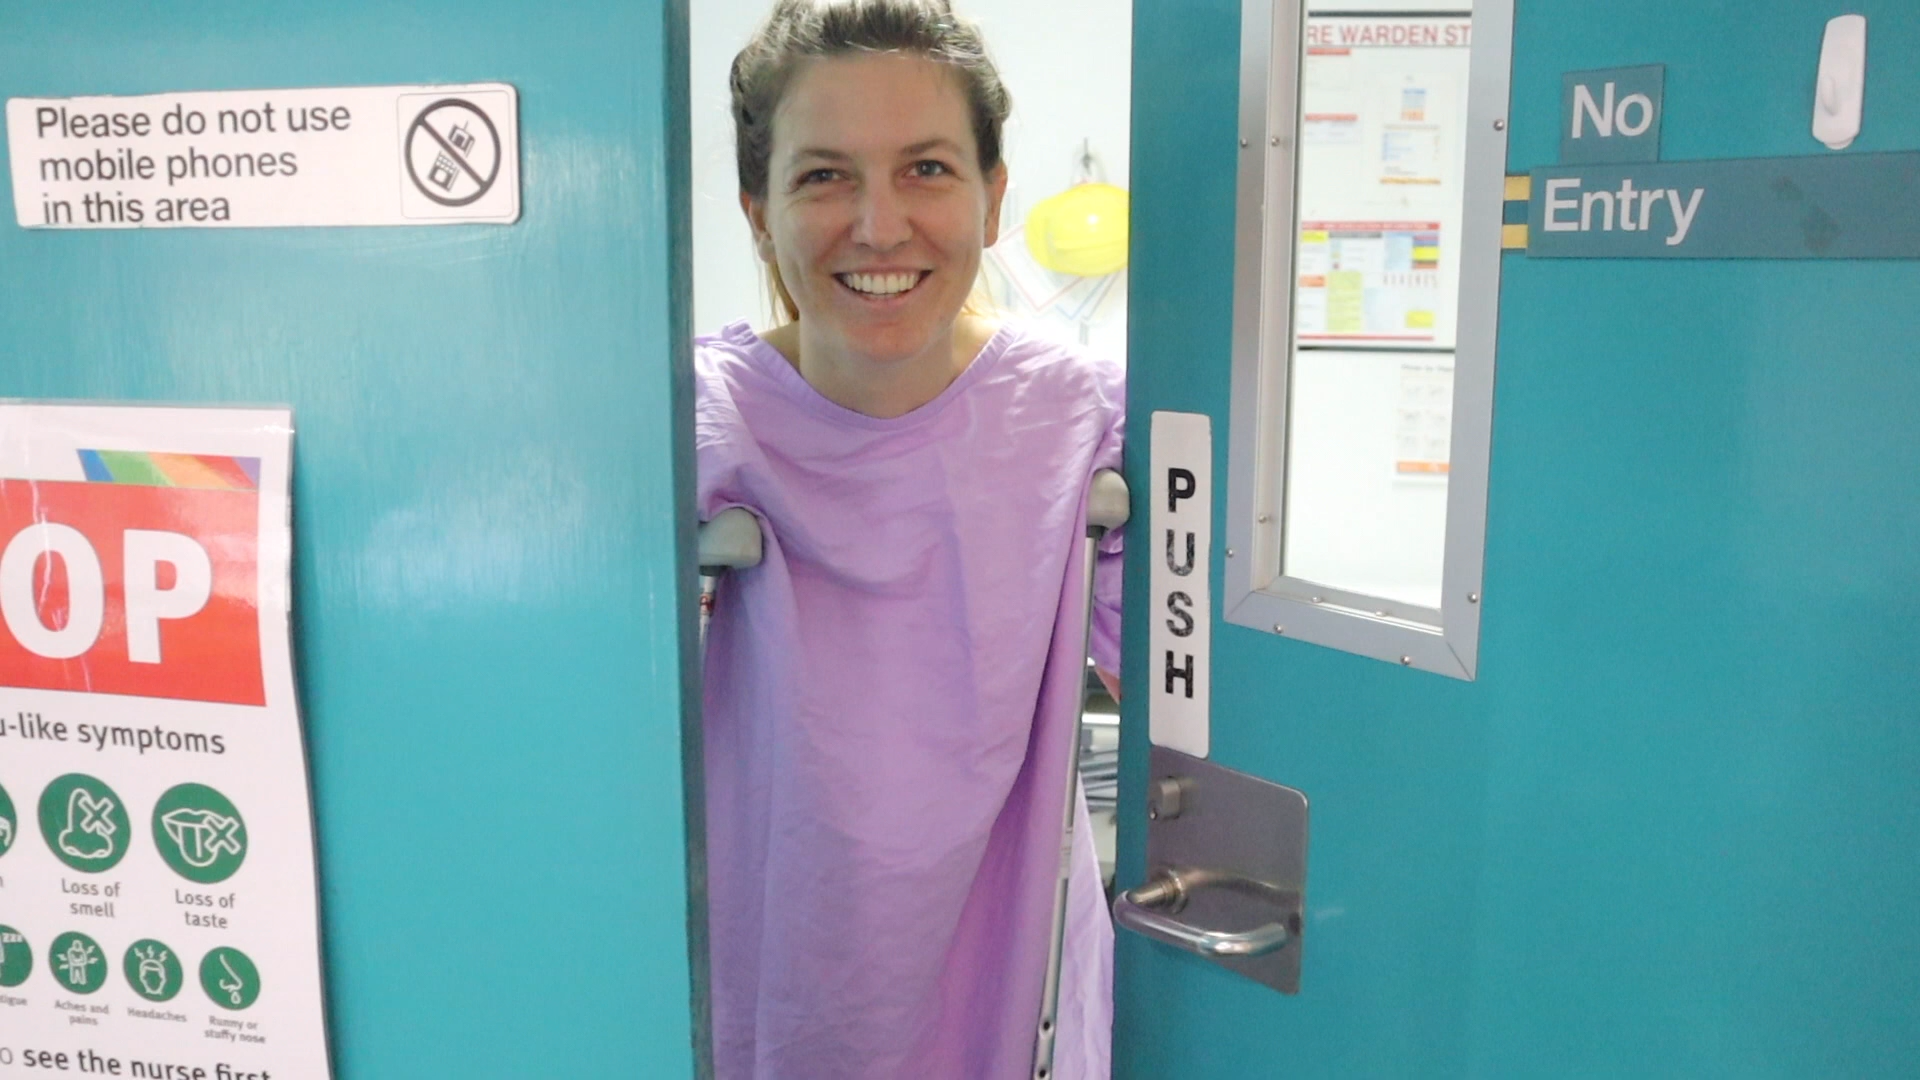 Please do not use
mobile phones
in this area
OP
u-like symptoms
Loss of
smell
Loss of
taste
Aches and
pains
Headaches
Runny or
stuffy nose
see the nurse first
PUSH
RE WARDEN ST
No
Entry